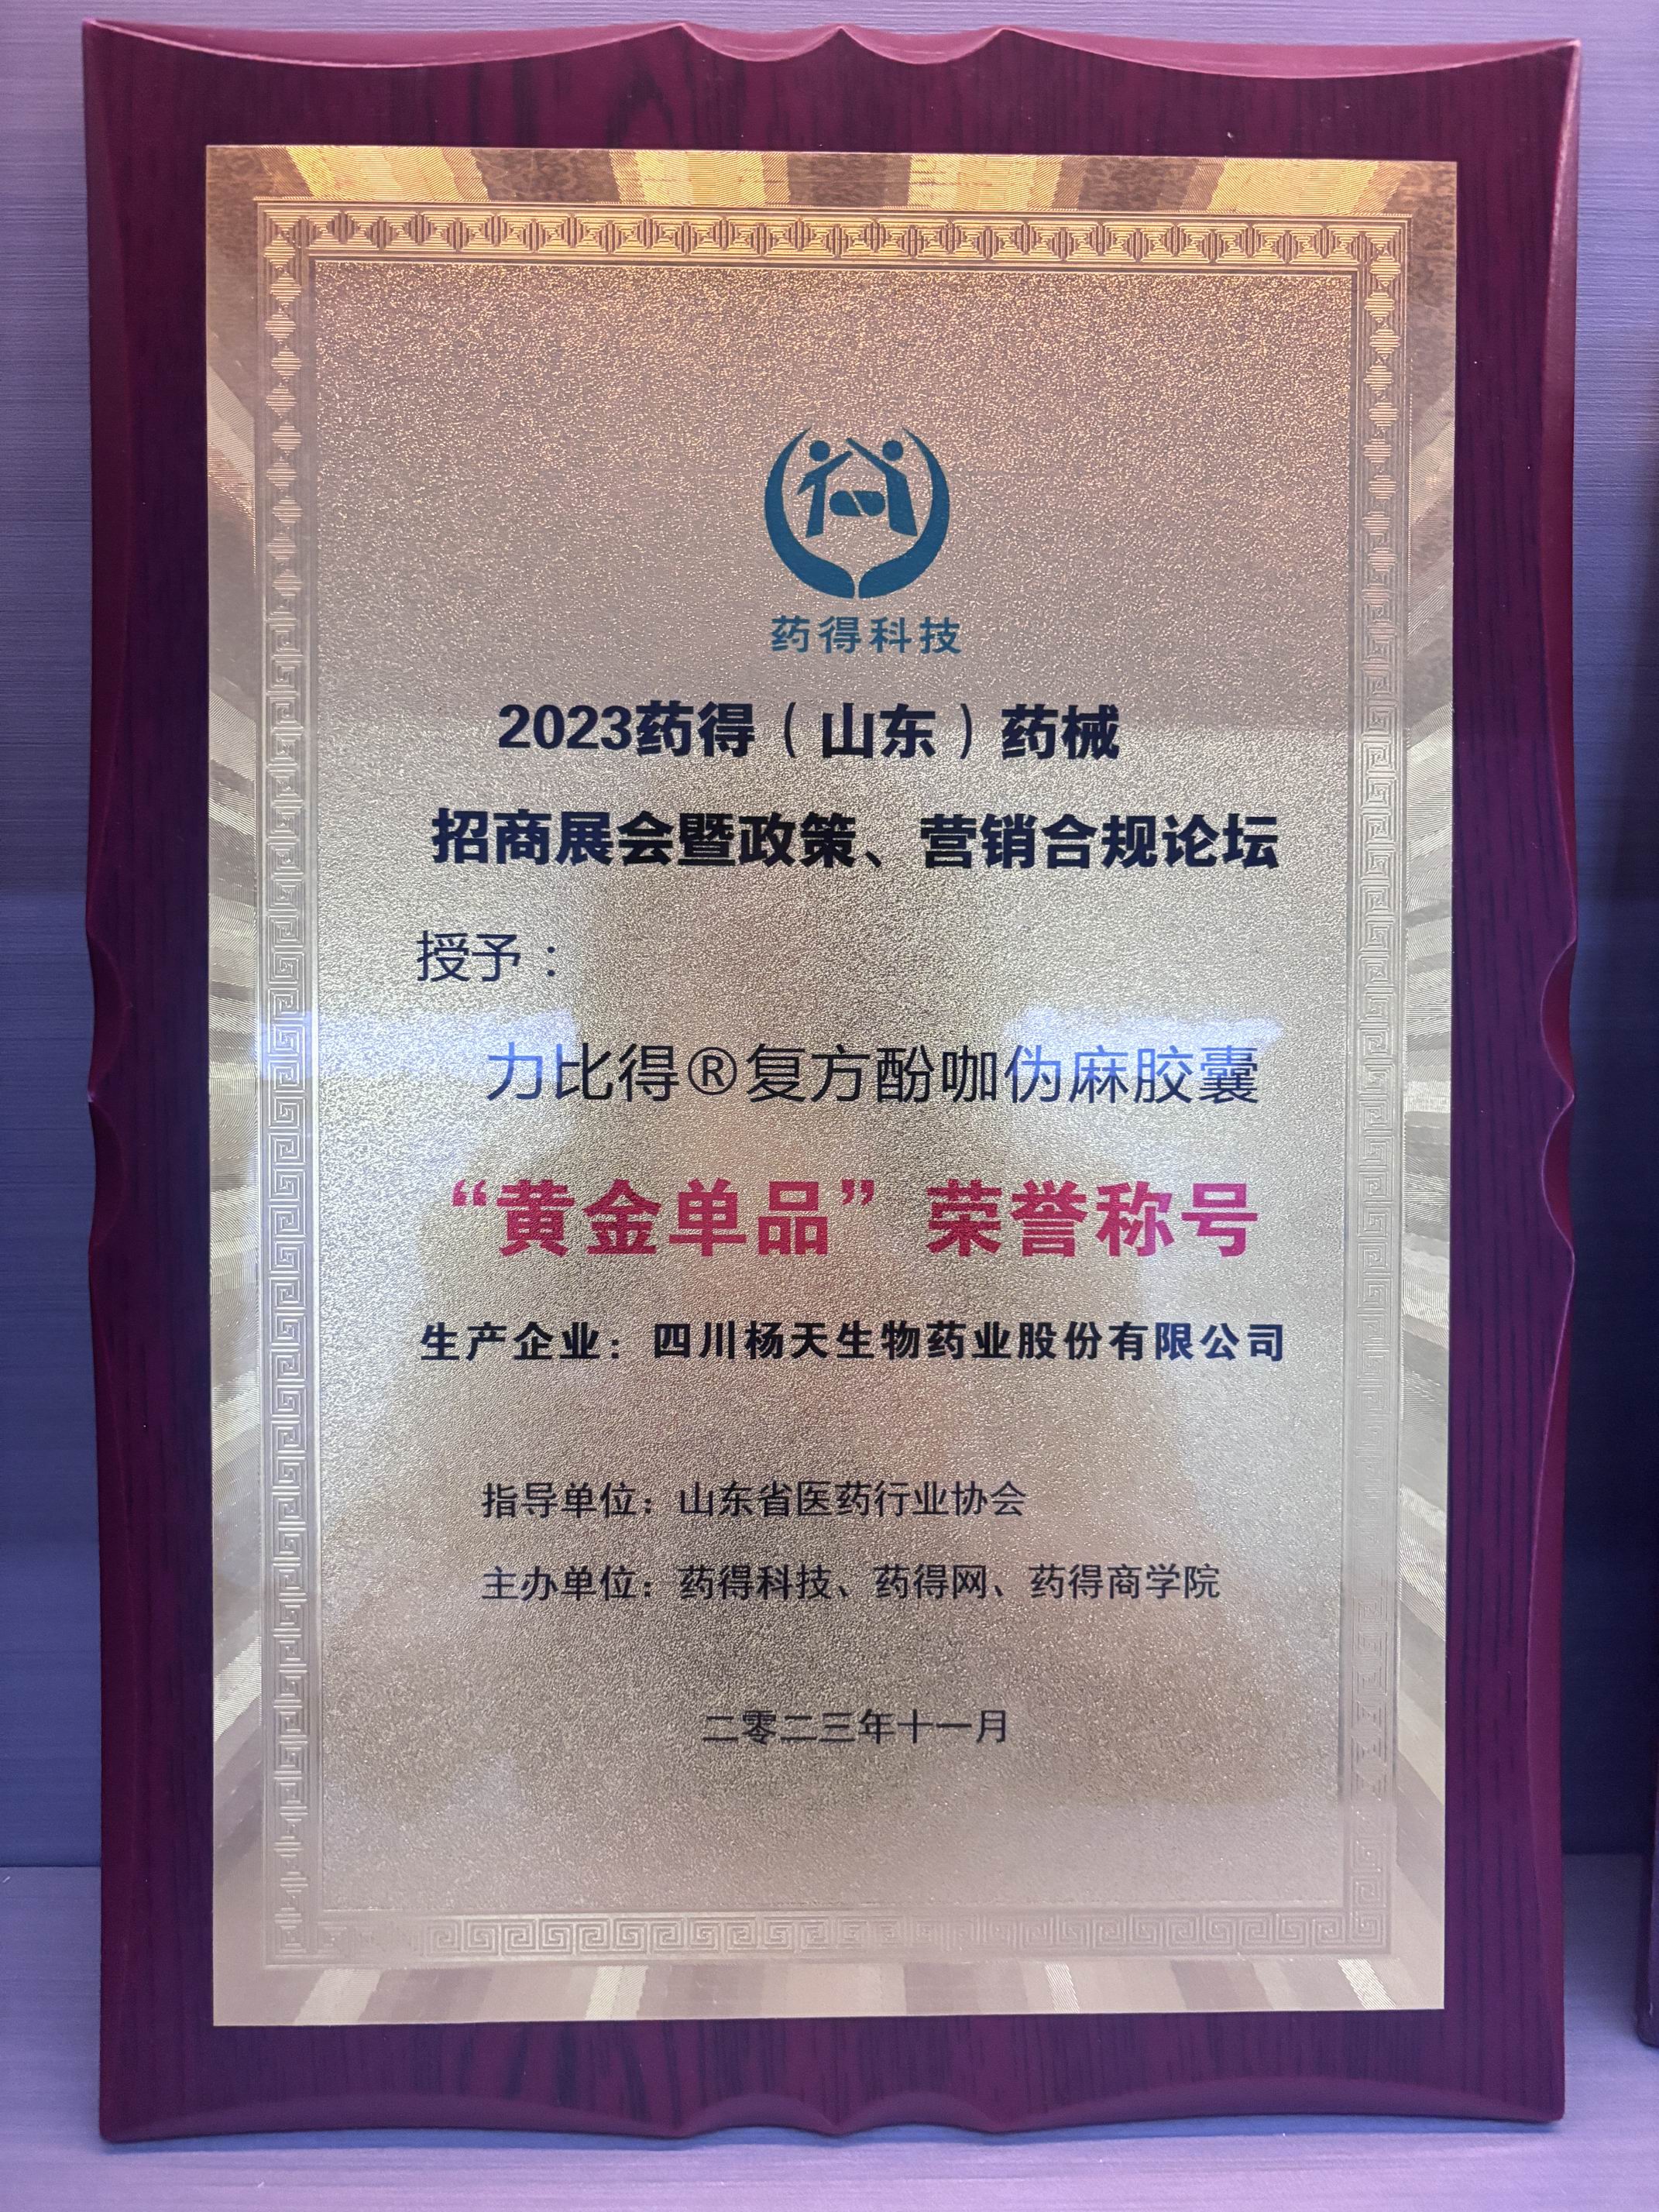 药得科技
2023药得（山东）药械
招商展会暨政策、营销合规论坛
授予：
力比得®复方酚咖伪麻胶囊
“黄金单品”荣誉称号
生产企业：四川杨天生物药业股份有限公司
指导单位：山东省医药行业协会
主办单位：药得科技、药得网、药得商学院
二零二三年十一月